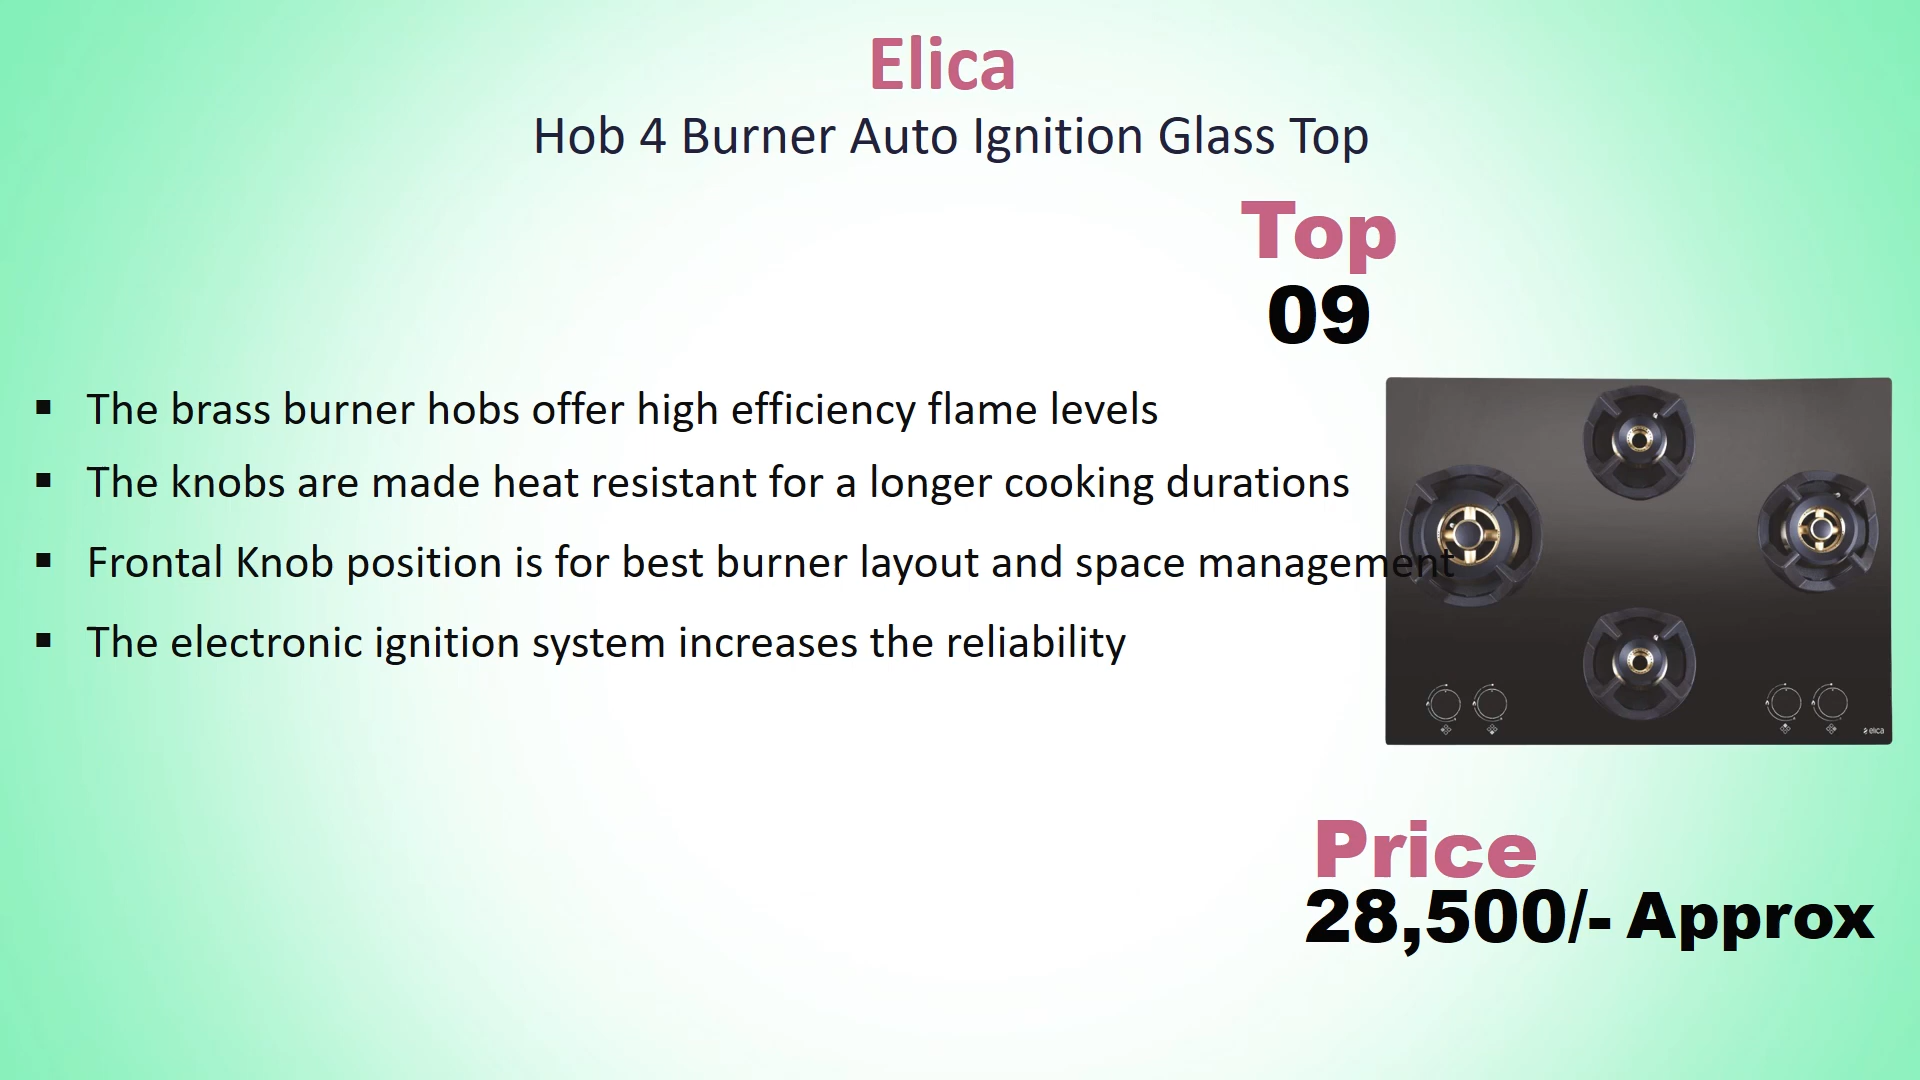 Elica
Hob 4 Burner Auto Ignition Glass Top
Top
09
▪ The brass burner hobs offer high efficiency flame levels
▪ The knobs are made heat resistant for a longer cooking durations
▪ Frontal Knob position is for best burner layout and space management
▪ The electronic ignition system increases the reliability
elica
Price
28,500/- Approx